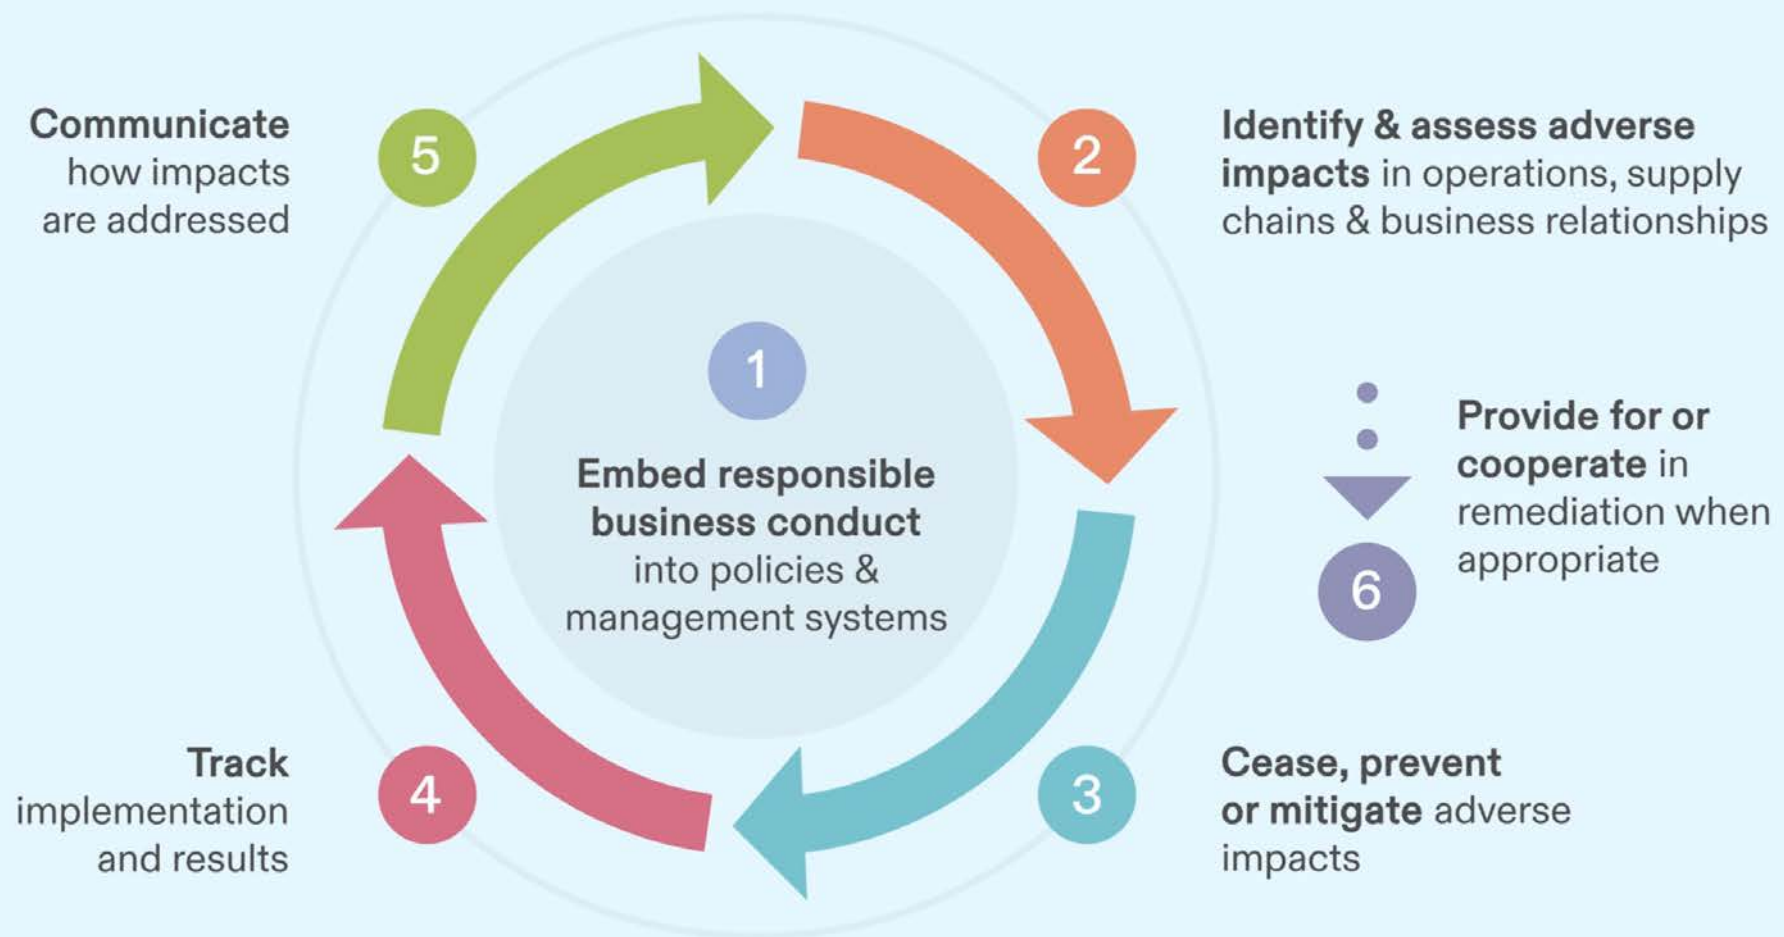 1
Embed responsible
business conduct
into policies &
management systems
2
Identify & assess adverse
impacts in operations, supply
chains & business relationships
3
Cease, prevent
or mitigate adverse
impacts
4
Track
implementation
and results
5
Communicate
how impacts
are addressed
6
Provide for or
cooperate in
remediation when
appropriate